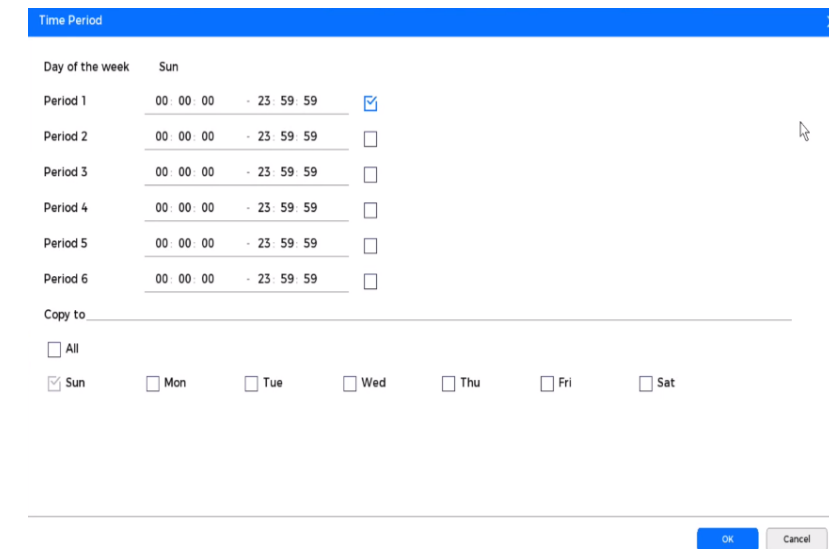 Time Period
Day of the week Sun
Period 1 00: 00: 00 - 23: 59: 59
Period 2 00: 00: 00 - 23: 59: 59
Period 3 00: 00: 00 - 23: 59: 59
Period 4 00: 00: 00 - 23: 59: 59
Period 5 00: 00: 00 - 23: 59: 59
Period 6 00: 00: 00 - 23: 59: 59
Copy to
All
Sun Mon Tue Wed Thu Fri Sat
OK Cancel